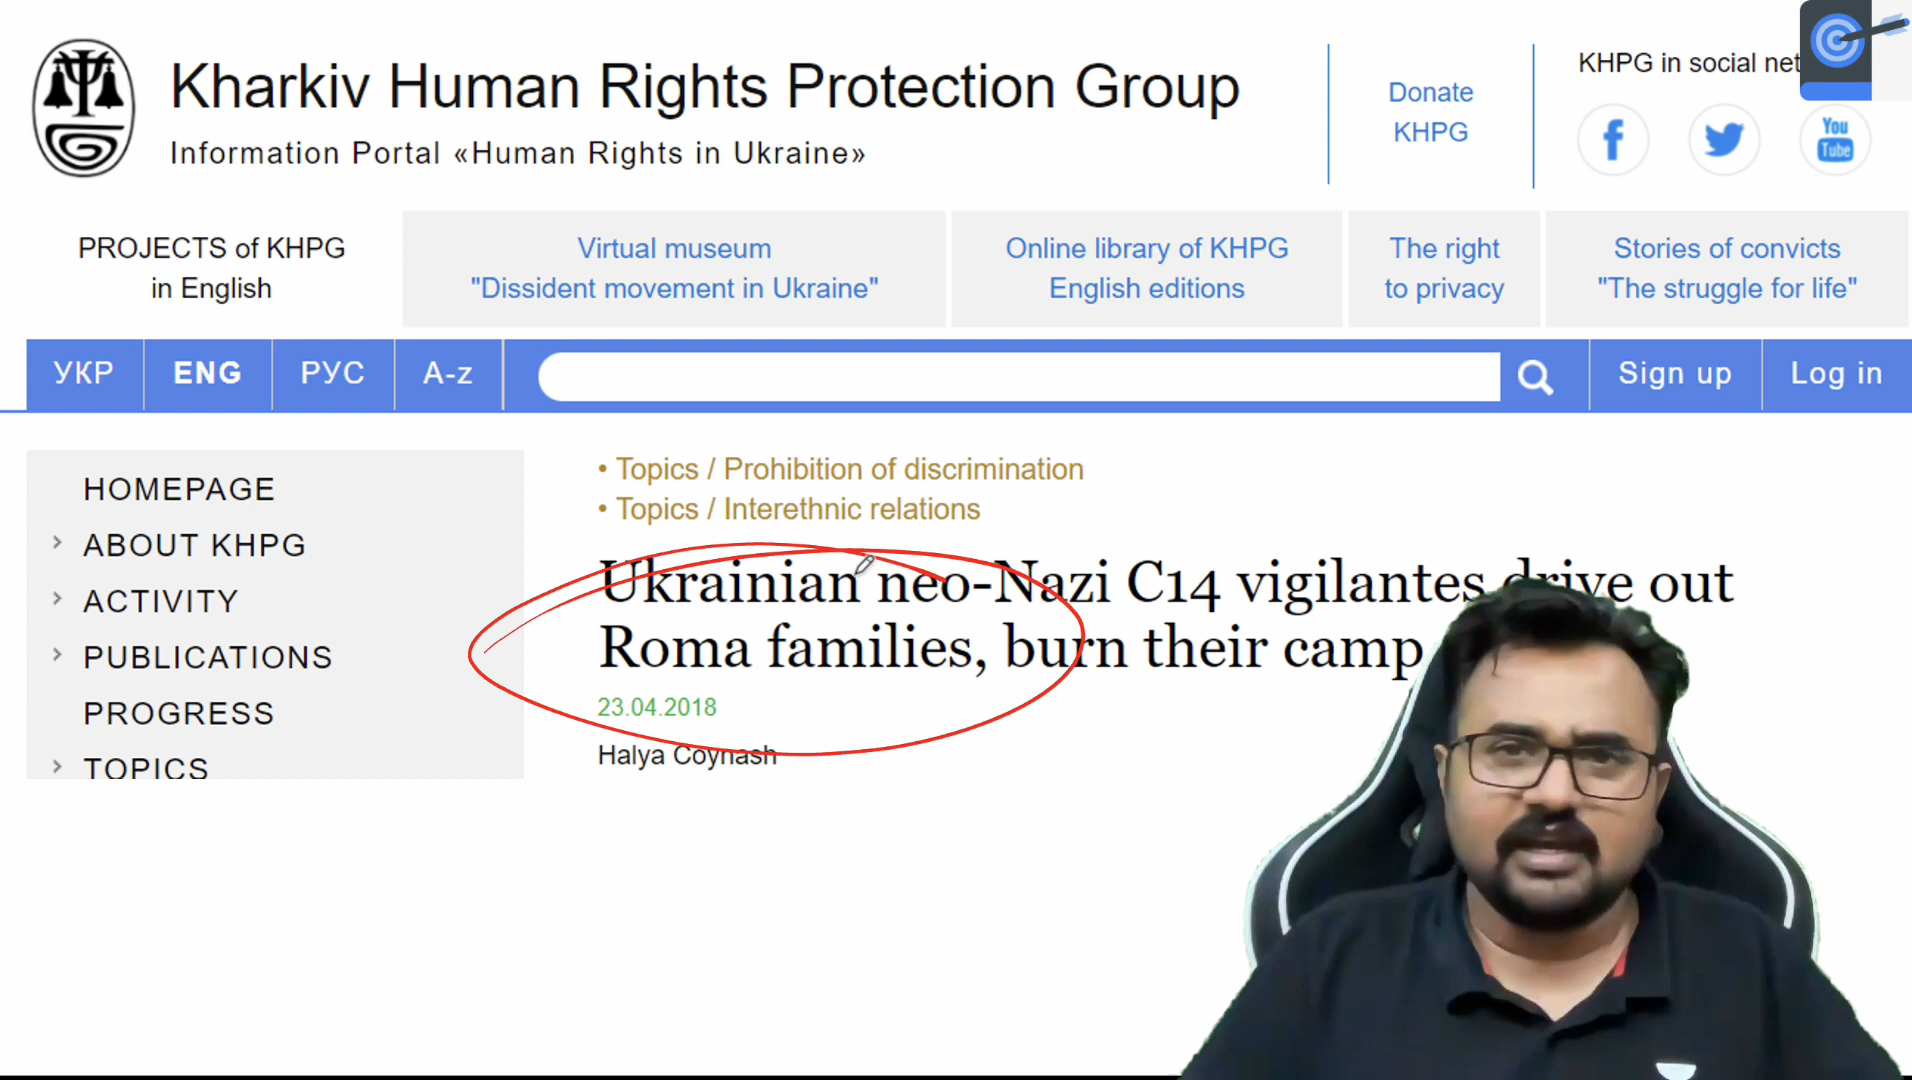 Kharkiv Human Rights Protection Group
Information Portal «Human Rights in Ukraine»
Donate
KHPG
KHPG in social net
You
Tube
PROJECTS of KHPG
in English
Virtual museum
"Dissident movement in Ukraine"
Online library of KHPG
English editions
The right
to privacy
Stories of convicts
"The struggle for life"
УКР
ENG
РУС
A-z
Sign up
Log in
HOMEPAGE
ABOUT KHPG
ACTIVITY
PUBLICATIONS
PROGRESS
TOPICS
• Topics / Prohibition of discrimination
• Topics / Interethnic relations
Ukrainian neo-Nazi C14 vigilantes drive out
Roma families, burn their camp
23.04.2018
Halya Coynash